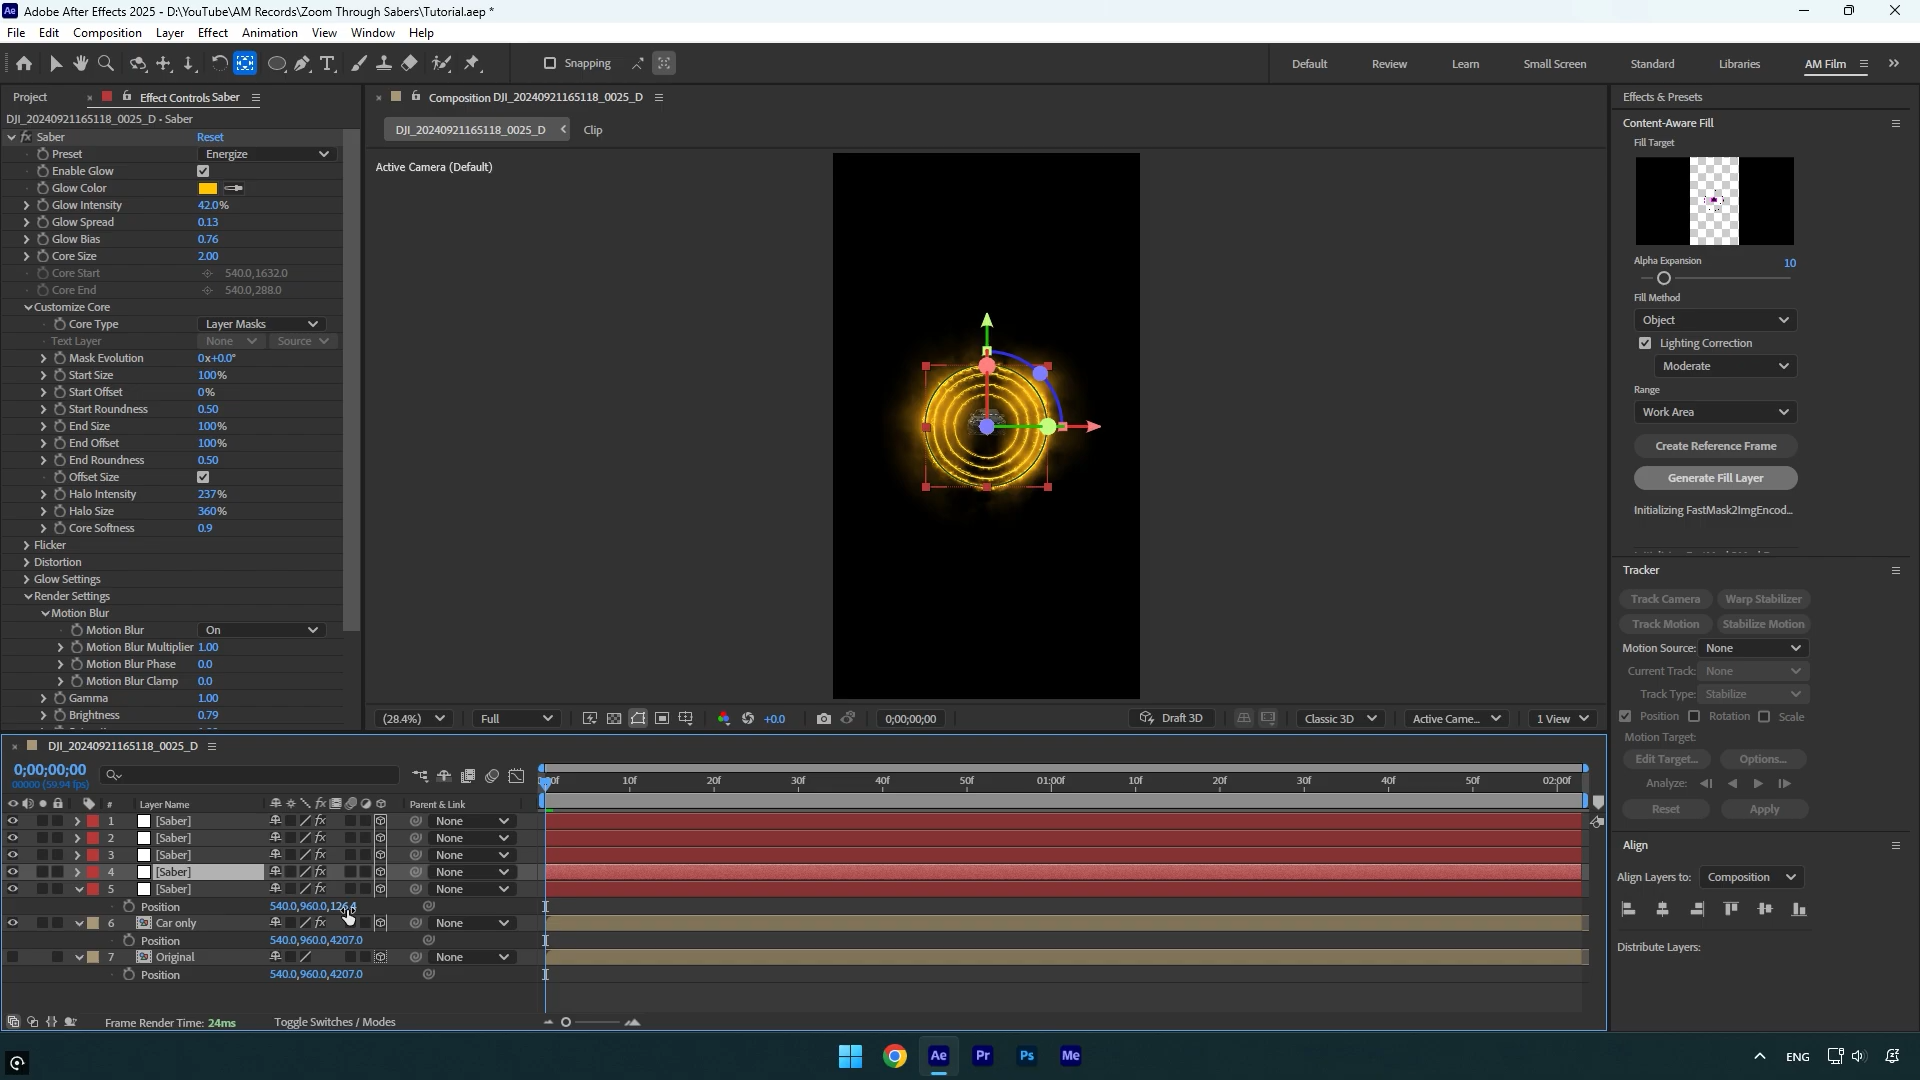 Adobe After Effects 2025 - D:\YouTube\AM Records\Zoom Through Sabers\Tutorial.aep *
File Edit Composition Layer Effect Animation View Window Help
Snapping
Default Review Learn Small Screen Standard Libraries AM Film
Project Effect Controls Saber
DJI_20240921165118_0025_D - Saber
Saber Reset
Preset Energize
Enable Glow
Glow Color
Glow Intensity 42.0%
Glow Spread 0.13
Glow Bias 0.76
Core Size 2.00
Core Start 540.0,1632.0
Core End 540.0,288.0
Customize Core
Core Type Layer Masks
Text Layer None Source
Mask Evolution 0x+0.0°
Start Size 100%
Start Offset 0%
Start Roundness 0.50
End Size 100%
End Offset 100%
End Roundness 0.50
Offset Size
Halo Intensity 237%
Halo Size 360%
Core Softness 0.9
Flicker
Distortion
Glow Settings
Render Settings
Motion Blur
Motion Blur On
Motion Blur Multiplier 1.00
Motion Blur Phase 0.0
Motion Blur Clamp 0.0
Gamma 1.00
Brightness 0.79
Composition DJI_20240921165118_0025_D
DJI_20240921165118_0025_D Clip
Active Camera (Default)
(28.4%) Full +0.0 0;00;00;00 Draft 3D Classic 3D Active Came... 1 View
Effects & Presets
Content-Aware Fill
Fill Target
Alpha Expansion 10
Fill Method
Object
Lighting Correction
Moderate
Range
Work Area
Create Reference Frame
Generate Fill Layer
Initializing FastMask2ImgEncod...
Tracker
Track Camera Warp Stabilizer
Track Motion Stabilize Motion
Motion Source: None
Current Track: None
Track Type: Stabilize
Position Rotation Scale
Motion Target:
Edit Target... Options...
Analyze:
Reset Apply
Align
Align Layers to: Composition
Distribute Layers:
DJI_20240921165118_0025_D
0;00;00;00
00000 (59.94 fps)
10f 20f 30f 40f 50f 01:00f 10f 20f 30f 40f 50f 02:00f
# Layer Name fx Parent & Link
1 [Saber] fx None
2 [Saber] fx None
3 [Saber] fx None
4 [Saber] fx None
5 [Saber] fx None
Position 540.0,960.0,126.4
6 Car only fx None
Position 540.0,960.0,4207.0
7 Original None
Position 540.0,960.0,4207.0
Frame Render Time: 24ms Toggle Switches / Modes
Ae Pr Ps Me
ENG